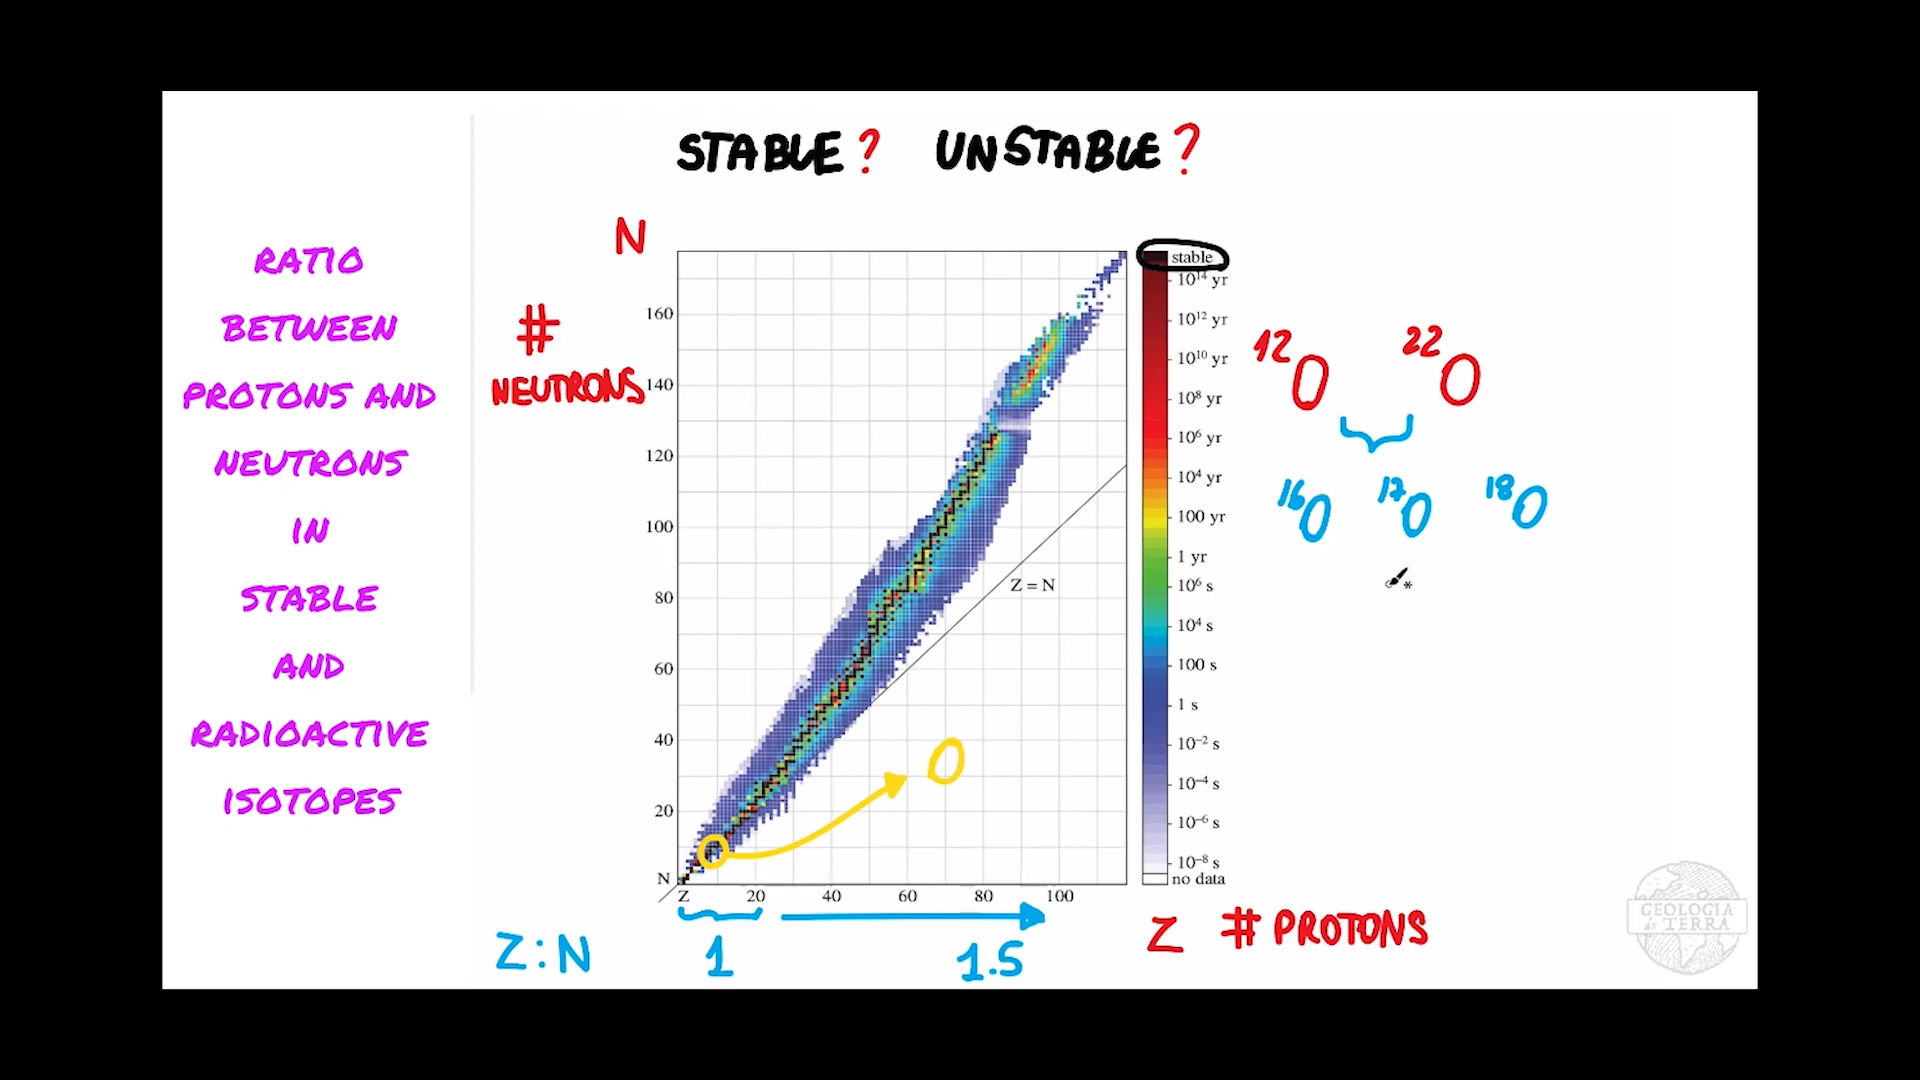 STABLE? UNSTABLE?
RATIO
BETWEEN
PROTONS AND
NEUTRONS
IN
STABLE
AND
RADIOACTIVE
ISOTOPES
N
#
NEUTRONS
160
140
120
100
80
60
40
20
N
Z 20 40 60 80 100
Z = N
O
stable
10¹⁴ yr
10¹² yr
10¹⁰ yr
10⁸ yr
10⁶ yr
10⁴ yr
100 yr
1 yr
10⁶ s
10⁴ s
100 s
1 s
10⁻² s
10⁻⁴ s
10⁻⁶ s
10⁻⁸ s
no data
¹²O ²²O
¹⁶O ¹⁷O ¹⁸O
Z:N 1 1.5
Z # PROTONS
GEOLOGIA
da TERRA